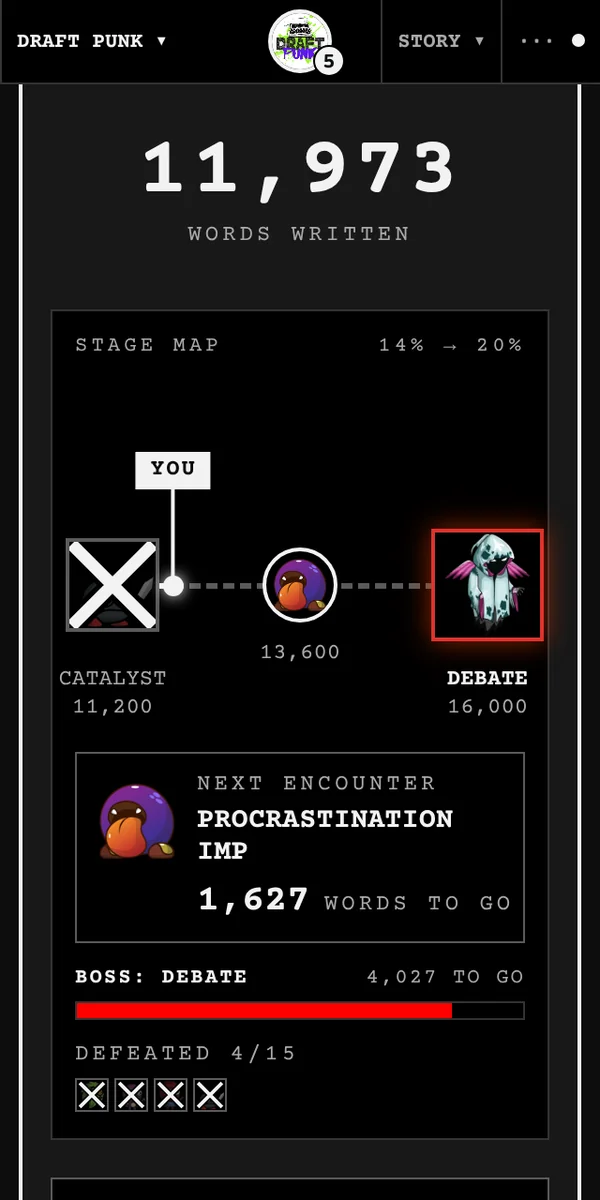 DRAFT PUNK ▼
DRAFT
PUNK
5
STORY ▼
...
11,973
WORDS WRITTEN
STAGE MAP
14% → 20%
YOU
13,600
CATALYST
11,200
DEBATE
16,000
NEXT ENCOUNTER
PROCRASTINATION
IMP
1,627 WORDS TO GO
BOSS: DEBATE
4,027 TO GO
DEFEATED 4/15